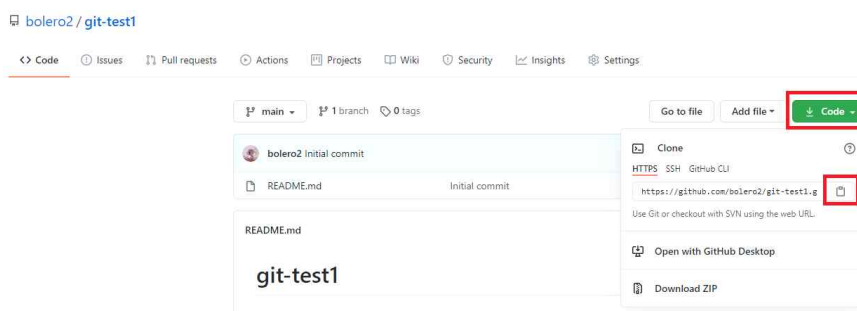 bolero2 / git-test1
Code Issues Pull requests Actions Projects Wiki Security Insights Settings
main 1 branch 0 tags Go to file Add file Code
bolero2 Initial commit
README.md Initial commit
Clone
HTTPS SSH GitHub CLI
https://github.com/bolero2/git-test1.g
Use Git or checkout with SVN using the web URL.
Open with GitHub Desktop
Download ZIP
README.md
git-test1